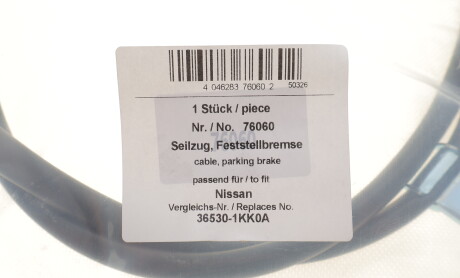 4 046283 76060 2
50326
1 Stück / piece
Nr. / No. 76060
76060
Seilzug, Feststellbremse
cable, parking brake
passend für / to fit
Nissan
Vergleichs-Nr. / Replaces No.
36530-1KK0A